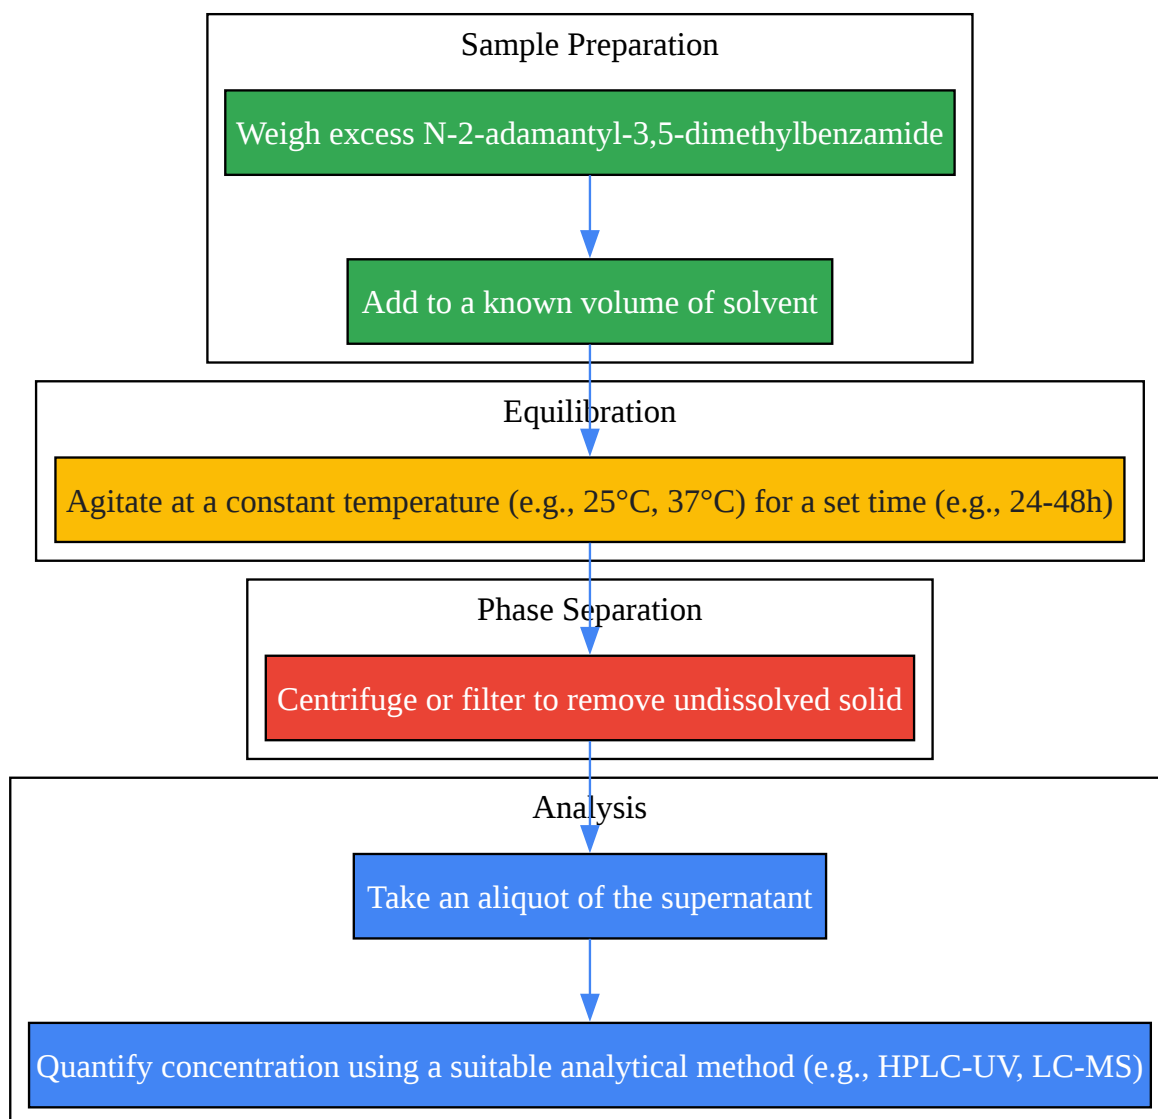 Sample Preparation
Weigh excess N-2-adamantyl-3,5-dimethylbenzamide
Add to a known volume of solvent
Equilibration
Agitate at a constant temperature (e.g., 25°C, 37°C) for a set time (e.g., 24-48h)
Phase Separation
Centrifuge or filter to remove undissolved solid
Analysis
Take an aliquot of the supernatant
Quantify concentration using a suitable analytical method (e.g., HPLC-UV, LC-MS)